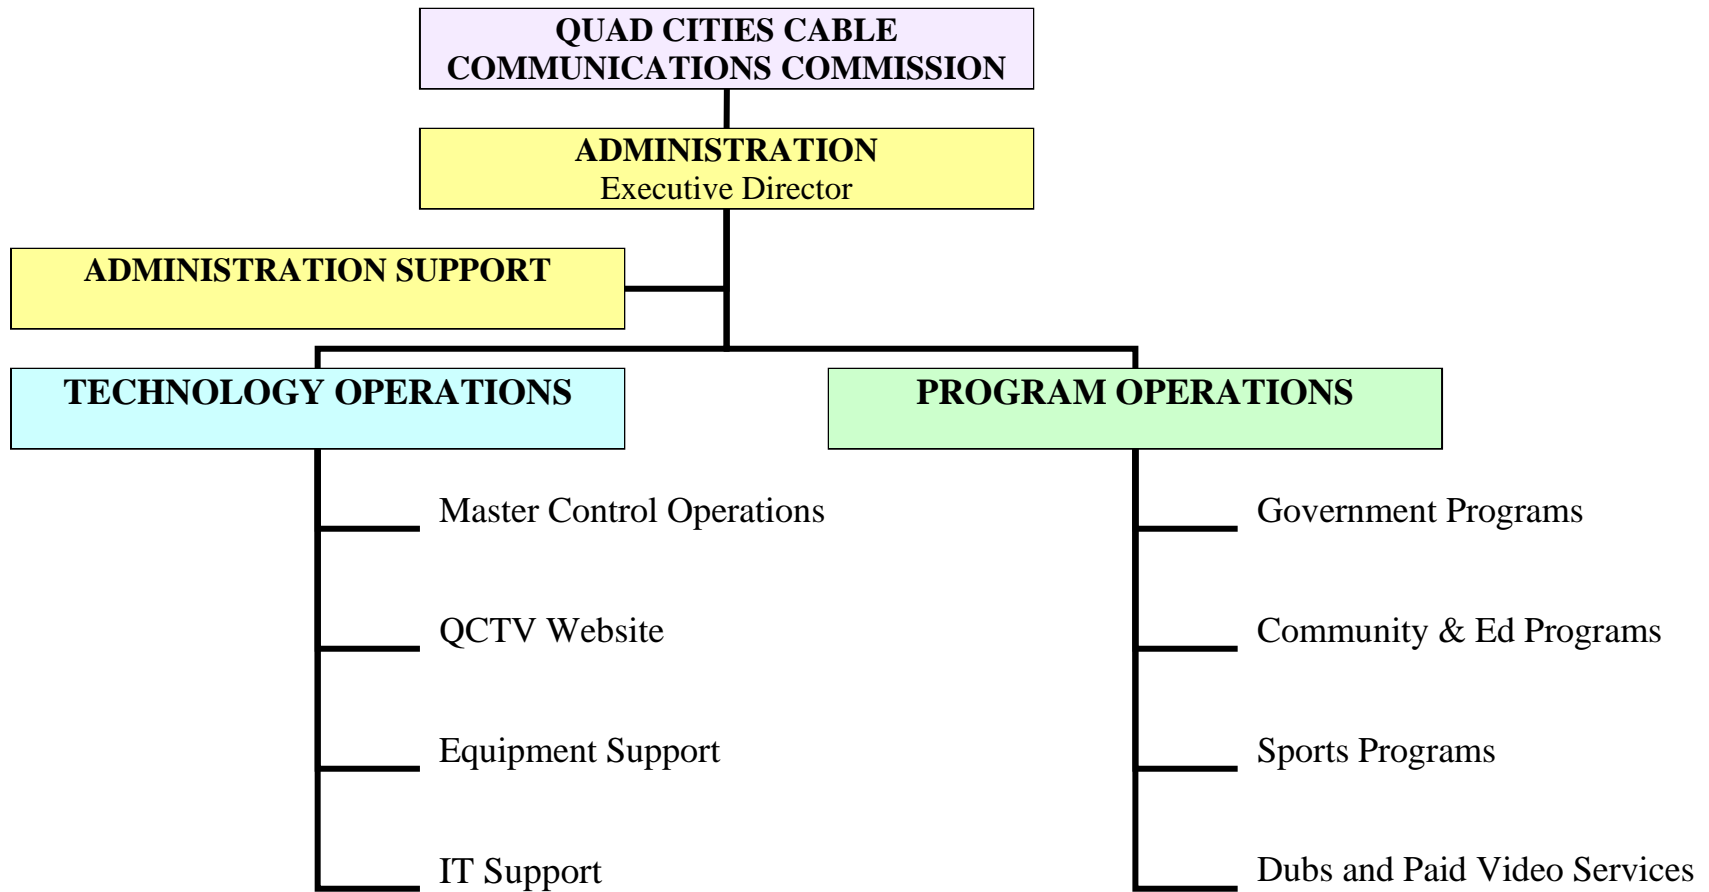 QUAD CITIES CABLE
COMMUNICATIONS COMMISSION
ADMINISTRATION
Executive Director
ADMINISTRATION SUPPORT
TECHNOLOGY OPERATIONS
Master Control Operations
QCTV Website
Equipment Support
IT Support
PROGRAM OPERATIONS
Government Programs
Community & Ed Programs
Sports Programs
Dubs and Paid Video Services